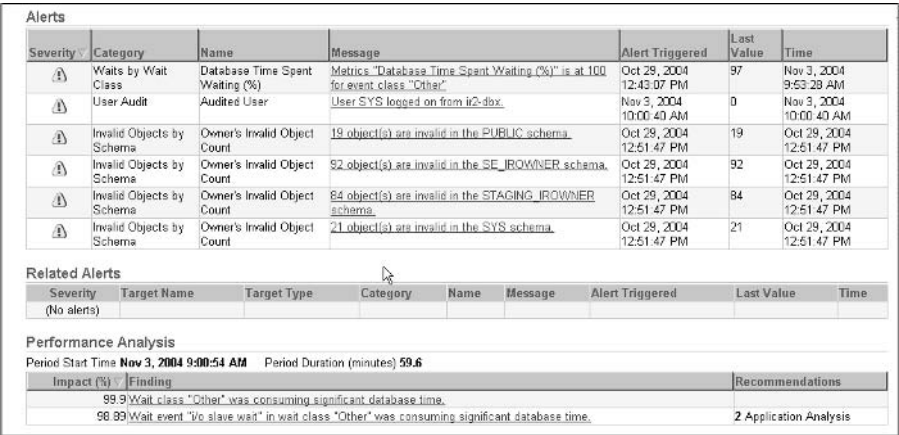 Alerts
Severity Category Name Message Alert Triggered Last Value Time
Waits by Wait Class Database Time Spent Waiting (%) Metrics "Database Time Spent Waiting (%)" is at 100 for event class "Other" Oct 29, 2004 12:43:07 PM 97 Nov 3, 2004 9:53:28 AM
User Audit Audited User User SYS logged on from ir2-dbx. Nov 3, 2004 10:00:40 AM 0 Nov 3, 2004 10:00:40 AM
Invalid Objects by Schema Owner's Invalid Object Count 19 object(s) are invalid in the PUBLIC schema. Oct 29, 2004 12:51:47 PM 19 Oct 29, 2004 12:51:47 PM
Invalid Objects by Schema Owner's Invalid Object Count 92 object(s) are invalid in the SE_IROWNER schema. Oct 29, 2004 12:51:47 PM 92 Oct 29, 2004 12:51:47 PM
Invalid Objects by Schema Owner's Invalid Object Count 84 object(s) are invalid in the STAGING_IROWNER schema. Oct 29, 2004 12:51:47 PM 84 Oct 29, 2004 12:51:47 PM
Invalid Objects by Schema Owner's Invalid Object Count 21 object(s) are invalid in the SYS schema. Oct 29, 2004 12:51:47 PM 21 Oct 29, 2004 12:51:47 PM
Related Alerts
Severity Target Name Target Type Category Name Message Alert Triggered Last Value Time
(No alerts)
Performance Analysis
Period Start Time Nov 3, 2004 9:00:54 AM Period Duration (minutes) 59.6
Impact (%) Finding Recommendations
99.9 Wait class "Other" was consuming significant database time.
98.89 Wait event "i/o slave wait" in wait class "Other" was consuming significant database time. 2 Application Analysis